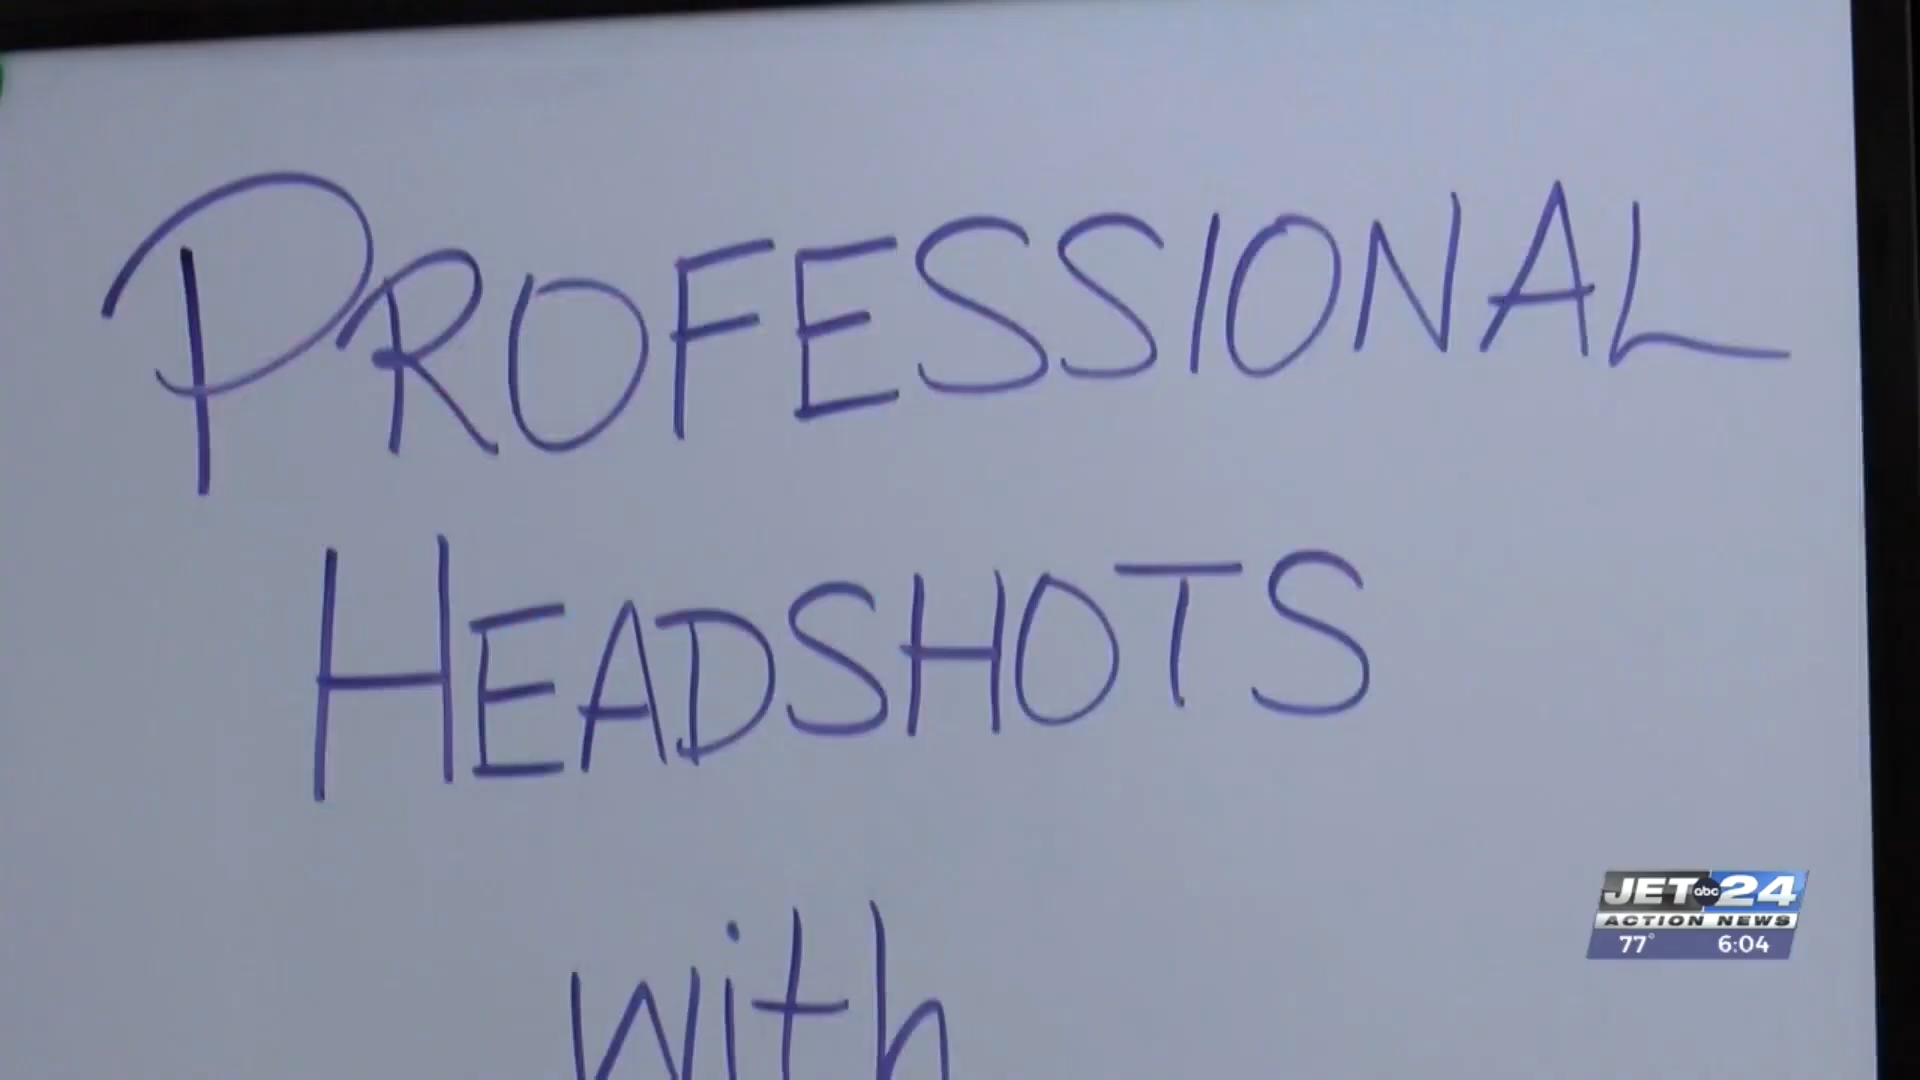 PROFESSIONAL
HEADSHOTS
with
JET abc 24
ACTION NEWS
77° 6:04